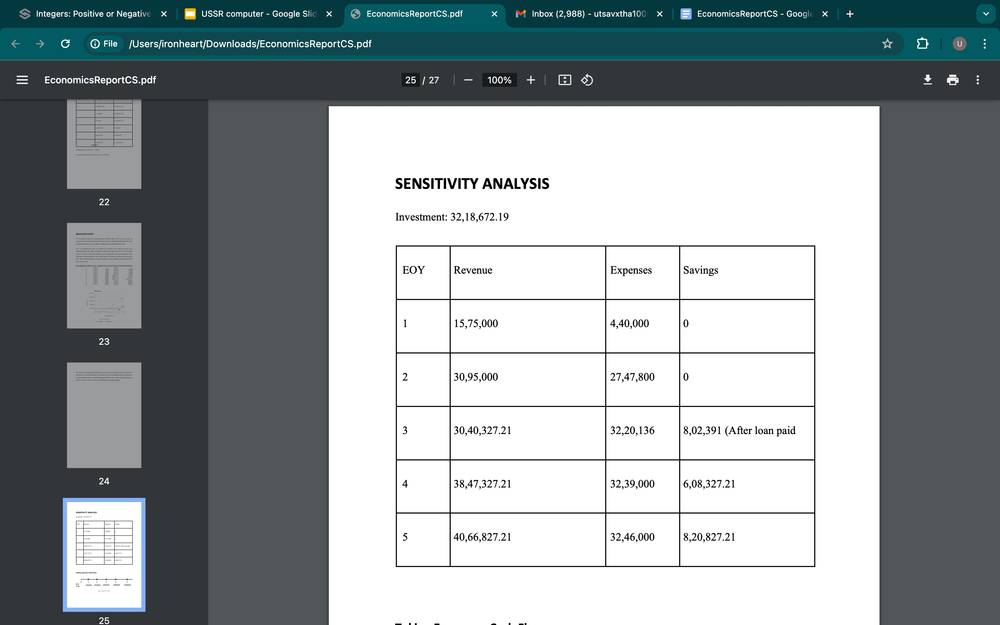 Integers: Positive or Negative
USSR computer - Google Slid
EconomicsReportCS.pdf
Inbox (2,988) - utsavxtha100
EconomicsReportCS - Google
File /Users/ironheart/Downloads/EconomicsReportCS.pdf
U
EconomicsReportCS.pdf
25 / 27
100%
22
23
24
25
SENSITIVITY ANALYSIS
Investment: 32,18,672.19
EOY Revenue Expenses Savings
1 15,75,000 4,40,000 0
2 30,95,000 27,47,800 0
3 30,40,327.21 32,20,136 8,02,391 (After loan paid
4 38,47,327.21 32,39,000 6,08,327.21
5 40,66,827.21 32,46,000 8,20,827.21